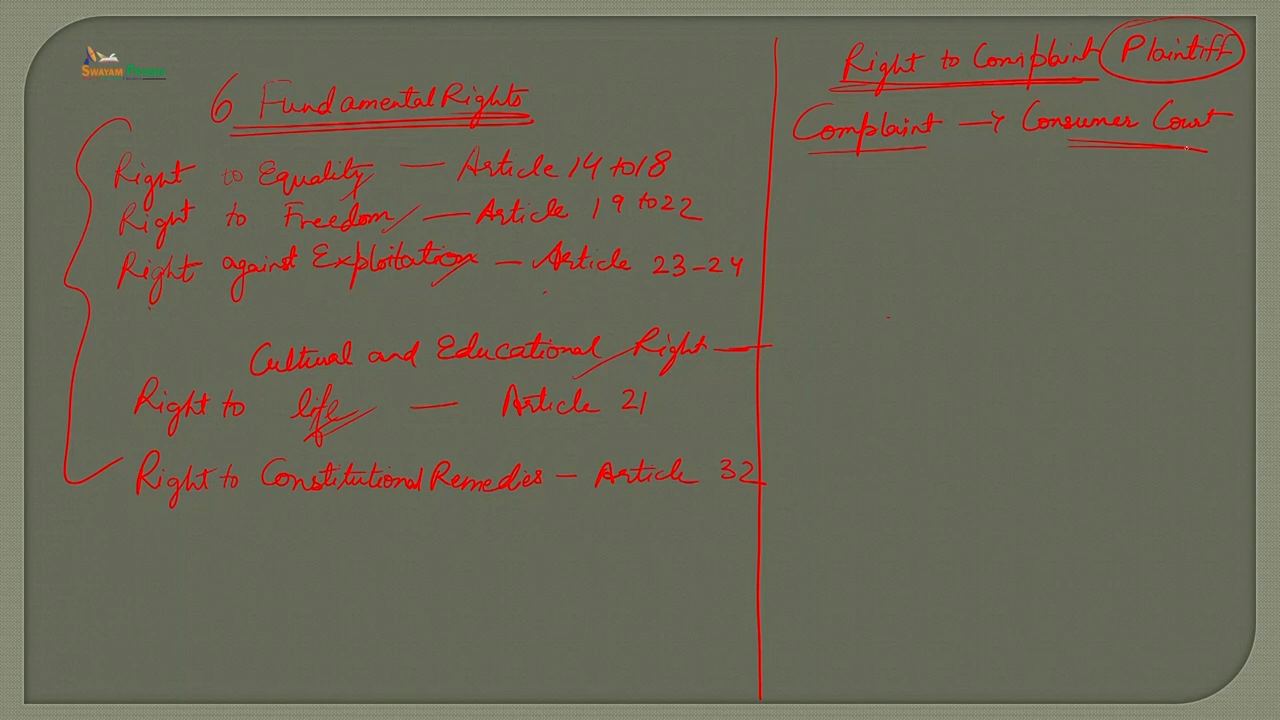 SWAYAM PRABHA
6 Fundamental Rights
Right to Equality — Article 14 to 18
Right to Freedom — Article 19 to 22
Right against Exploitation — Article 23-24
Cultural and Educational Right —
Right to life — Article 21
Right to Constitutional Remedies — Article 32
Right to Complaint Plaintiff
Complaint → Consumer Court